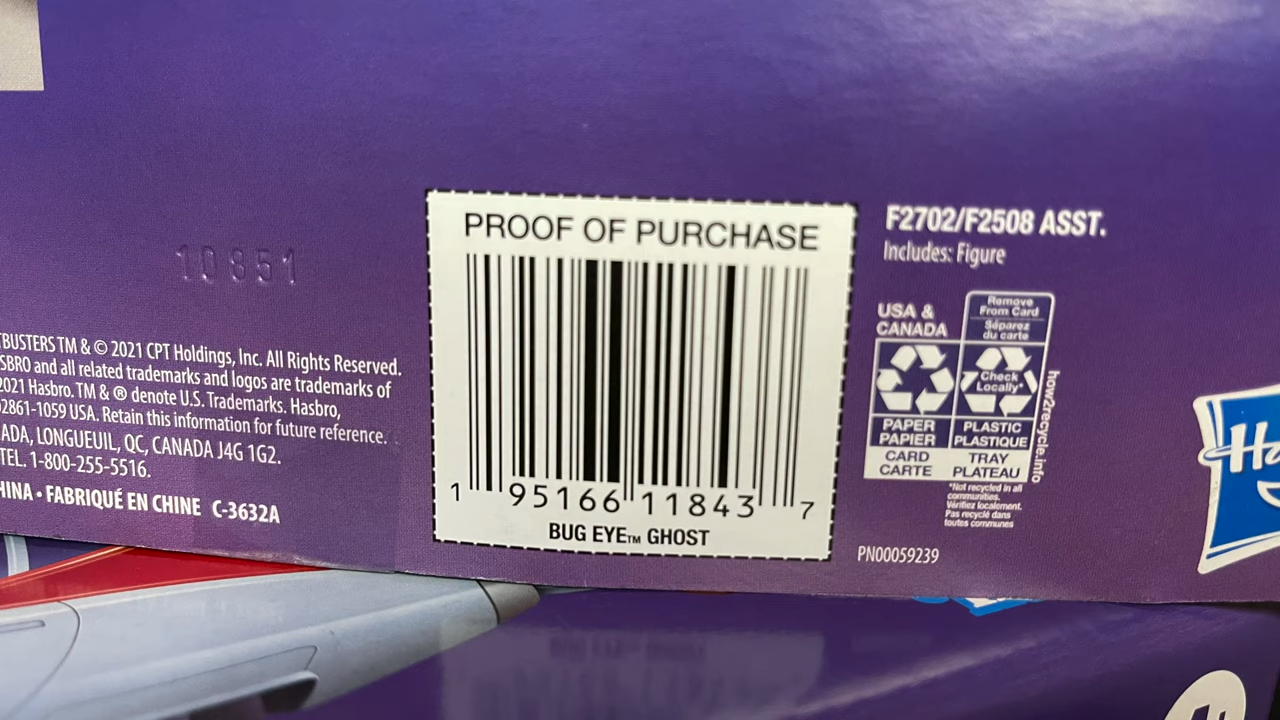 10851
TBUSTERS TM & © 2021 CPT Holdings, Inc. All Rights Reserved.
SBRO and all related trademarks and logos are trademarks of
2021 Hasbro. TM & ® denote U.S. Trademarks. Hasbro,
02861-1059 USA. Retain this information for future reference.
ADA, LONGUEUIL, QC, CANADA J4G 1G2.
TEL. 1-800-255-5516.
HINA • FABRIQUÉ EN CHINE C-3632A
PROOF OF PURCHASE
1 95166 11843 7
BUG EYE™ GHOST
F2702/F2508 ASST.
Includes: Figure
USA &
CANADA
Remove
From Card
Séparez
du carte
Check
Locally*
PAPER
PAPIER
PLASTIC
PLASTIQUE
CARD
CARTE
TRAY
PLATEAU
how2recycle.info
*Not recycled in all
communities.
Vérifiez localement.
Pas recyclé dans
toutes communes
PN00059239
Ha